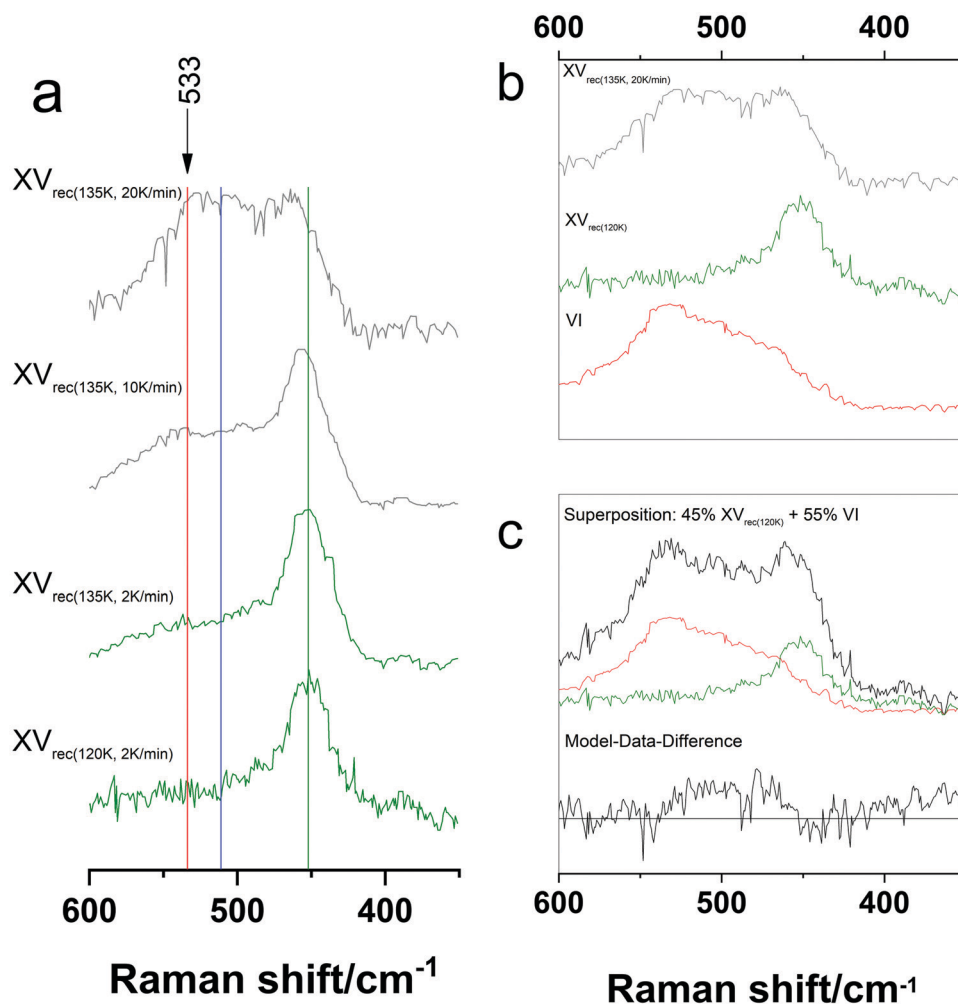 a
533
XVrec(135K, 20K/min)
XVrec(135K, 10K/min)
XVrec(135K, 2K/min)
XVrec(120K, 2K/min)
600 500 400
Raman shift/cm-1
600 500 400
b
XVrec(135K, 20K/min)
XVrec(120K)
VI
c
Superposition: 45% XVrec(120K) + 55% VI
Model-Data-Difference
600 500 400
Raman shift/cm-1